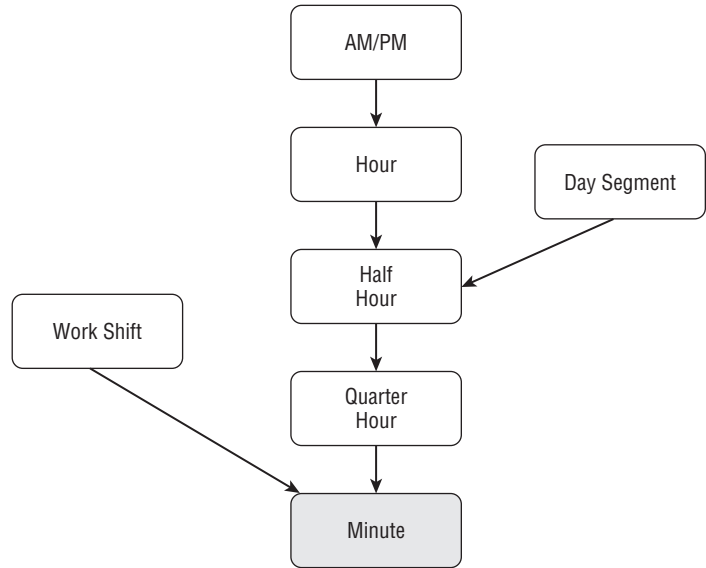 AM/PM
Hour
Day Segment
Half
Hour
Work Shift
Quarter
Hour
Minute